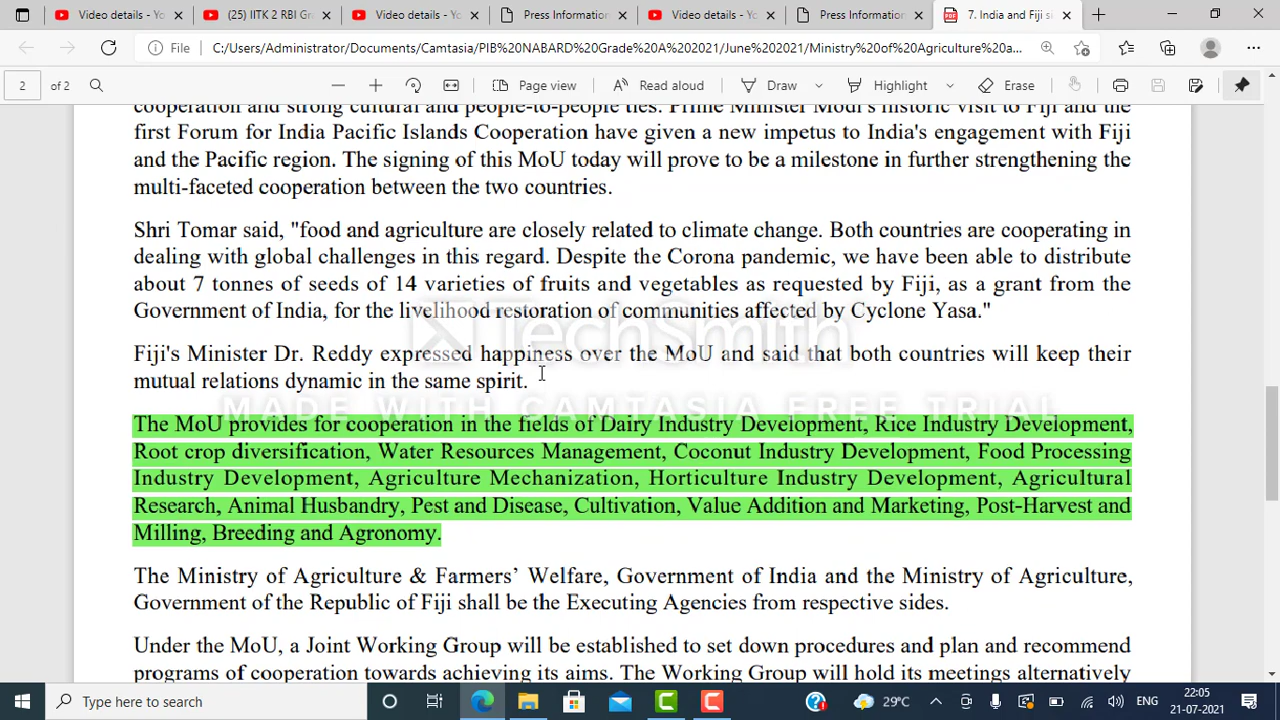 Video details - Yo
(25) IITK 2 RBI Gr
Video details - Yo
Press Information
Video details - Yo
Press Information
7. India and Fiji si
File
C:/Users/Administrator/Documents/Camtasia/PIB%20NABARD%20Grade%20A%202021/June%202021/Ministry%20of%20Agriculture%20a...
2 of 2
Page view
Read aloud
Draw
Highlight
Erase
cooperation and strong cultural and people-to-people ties. Prime Minister Modi's historic visit to Fiji and the
first Forum for India Pacific Islands Cooperation have given a new impetus to India's engagement with Fiji
and the Pacific region. The signing of this MoU today will prove to be a milestone in further strengthening the
multi-faceted cooperation between the two countries.
Shri Tomar said, "food and agriculture are closely related to climate change. Both countries are cooperating in
dealing with global challenges in this regard. Despite the Corona pandemic, we have been able to distribute
about 7 tonnes of seeds of 14 varieties of fruits and vegetables as requested by Fiji, as a grant from the
Government of India, for the livelihood restoration of communities affected by Cyclone Yasa."
TechSmith
Fiji's Minister Dr. Reddy expressed happiness over the MoU and said that both countries will keep their
mutual relations dynamic in the same spirit.
MADE WITH CAMTASIA FREE TRIAL
The MoU provides for cooperation in the fields of Dairy Industry Development, Rice Industry Development,
Root crop diversification, Water Resources Management, Coconut Industry Development, Food Processing
Industry Development, Agriculture Mechanization, Horticulture Industry Development, Agricultural
Research, Animal Husbandry, Pest and Disease, Cultivation, Value Addition and Marketing, Post-Harvest and
Milling, Breeding and Agronomy.
The Ministry of Agriculture & Farmers’ Welfare, Government of India and the Ministry of Agriculture,
Government of the Republic of Fiji shall be the Executing Agencies from respective sides.
Under the MoU, a Joint Working Group will be established to set down procedures and plan and recommend
programs of cooperation towards achieving its aims. The Working Group will hold its meetings alternatively
Type here to search
29°C
ENG
22:05
21-07-2021